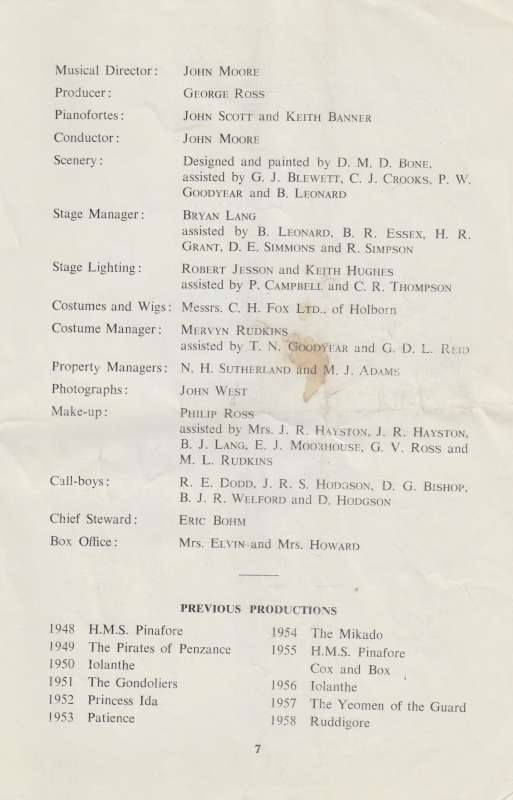 Musical Director: JOHN MOORE
Producer: GEORGE ROSS
Pianofortes: JOHN SCOTT and KEITH BANNER
Conductor: JOHN MOORE
Scenery: Designed and painted by D. M. D. BONE,
assisted by G. J. BLEWETT, C. J. CROOKS, P. W.
GOODYEAR and B. LEONARD
Stage Manager: BRYAN LANG
assisted by B. LEONARD, B. R. ESSEX, H. R.
GRANT, D. E. SIMMONS and R. SIMPSON
Stage Lighting: ROBERT JESSON and KEITH HUGHES
assisted by P. CAMPBELL and C. R. THOMPSON
Costumes and Wigs: Messrs. C. H. FOX LTD., of Holborn
Costume Manager: MERVYN RUDKINS
assisted by T. N. GOODYEAR and G. D. L. REID
Property Managers: N. H. SUTHERLAND and M. J. ADAMS
Photographs: JOHN WEST
Make-up: PHILIP ROSS
assisted by Mrs. J. R. HAYSTON, J. R. HAYSTON,
B. J. LANG, E. J. MOORHOUSE, G. V. ROSS and
M. L. RUDKINS
Call-boys: R. E. DODD, J. R. S. HODGSON, D. G. BISHOP,
B. J. R. WELFORD and D. HODGSON
Chief Steward: ERIC BOHM
Box Office: Mrs. ELVIN and Mrs. HOWARD
PREVIOUS PRODUCTIONS
1948 H.M.S. Pinafore
1949 The Pirates of Penzance
1950 Iolanthe
1951 The Gondoliers
1952 Princess Ida
1953 Patience
1954 The Mikado
1955 H.M.S. Pinafore
Cox and Box
1956 Iolanthe
1957 The Yeomen of the Guard
1958 Ruddigore
7